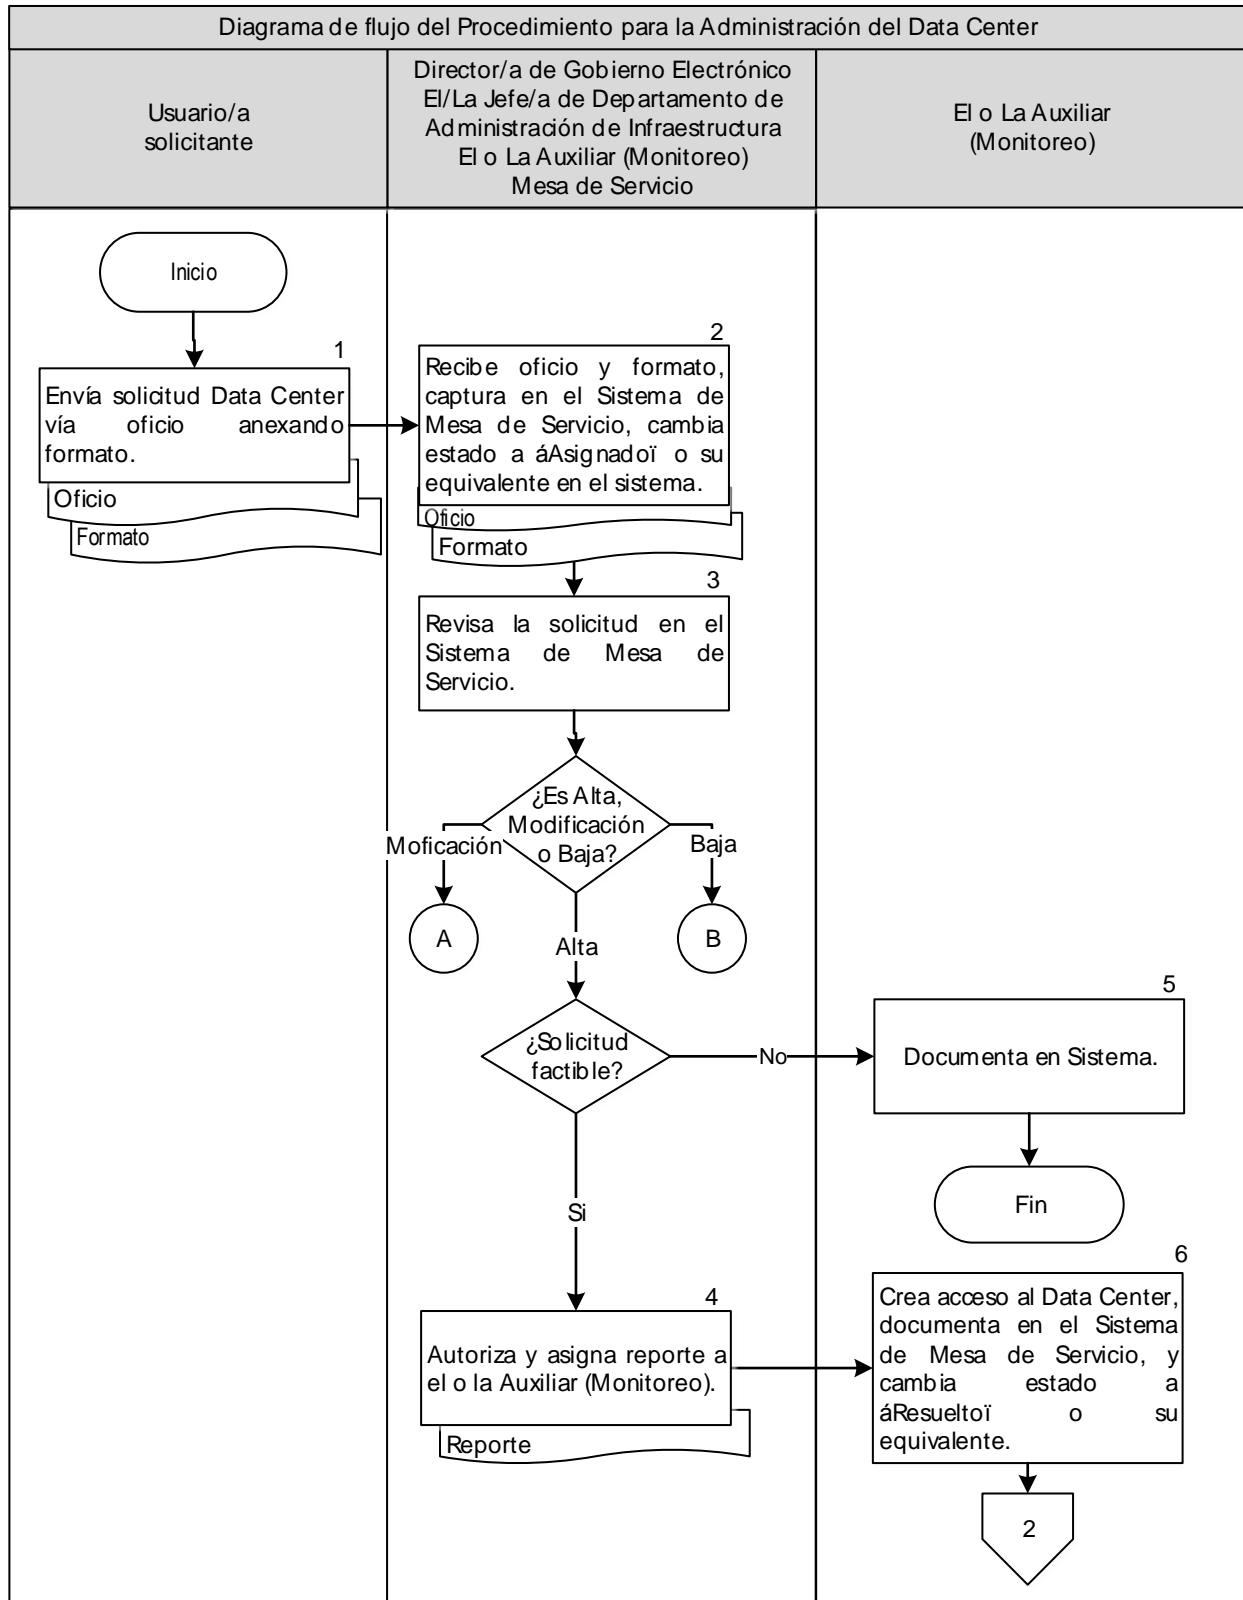 Diagrama de flujo del Procedimiento para la Administración del Data Center
Usuario/a
solicitante
Director/a de Gobierno Electrónico
El/La Jefe/a de Departamento de
Administración de Infraestructura
El o La Auxiliar (Monitoreo)
Mesa de Servicio
El o La Auxiliar
(Monitoreo)
Inicio
1
Envía solicitud Data Center
vía oficio anexando
formato.
Oficio
Formato
2
Recibe oficio y formato,
captura en el Sistema de
Mesa de Servicio, cambia
estado a áAsignadoï o su
equivalente en el sistema.
Oficio
Formato
3
Revisa la solicitud en el
Sistema de Mesa de
Servicio.
¿Es Alta,
Modificación
o Baja?
Moficación
Baja
A
B
Alta
¿Solicitud
factible?
No
5
Documenta en Sistema.
Fin
Si
4
Autoriza y asigna reporte a
el o la Auxiliar (Monitoreo).
Reporte
6
Crea acceso al Data Center,
documenta en el Sistema
de Mesa de Servicio, y
cambia estado a
áResueltoï o su
equivalente.
2